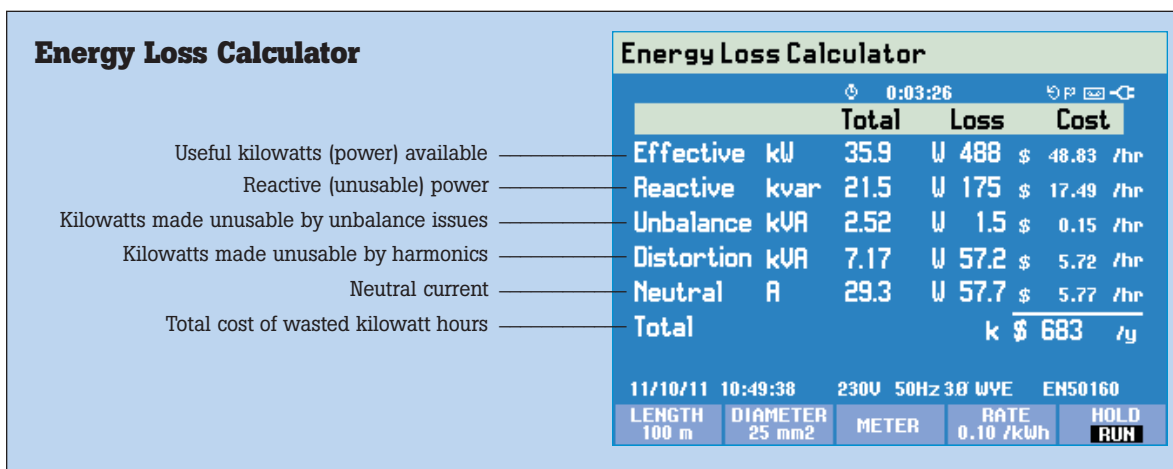 Energy Loss Calculator
Useful kilowatts (power) available
Reactive (unusable) power
Kilowatts made unusable by unbalance issues
Kilowatts made unusable by harmonics
Neutral current
Total cost of wasted kilowatt hours
Energy Loss Calculator
0:03:26
Total Loss Cost
Effective kW 35.9 W 488 $ 48.83 /hr
Reactive kvar 21.5 W 175 $ 17.49 /hr
Unbalance kVA 2.52 W 1.5 $ 0.15 /hr
Distortion kVA 7.17 W 57.2 $ 5.72 /hr
Neutral A 29.3 W 57.7 $ 5.77 /hr
Total k $ 683 /y
11/10/11 10:49:38 230V 50Hz 3Ø WYE EN50160
LENGTH DIAMETER METER RATE HOLD
100 m 25 mm2 0.10 /kWh RUN